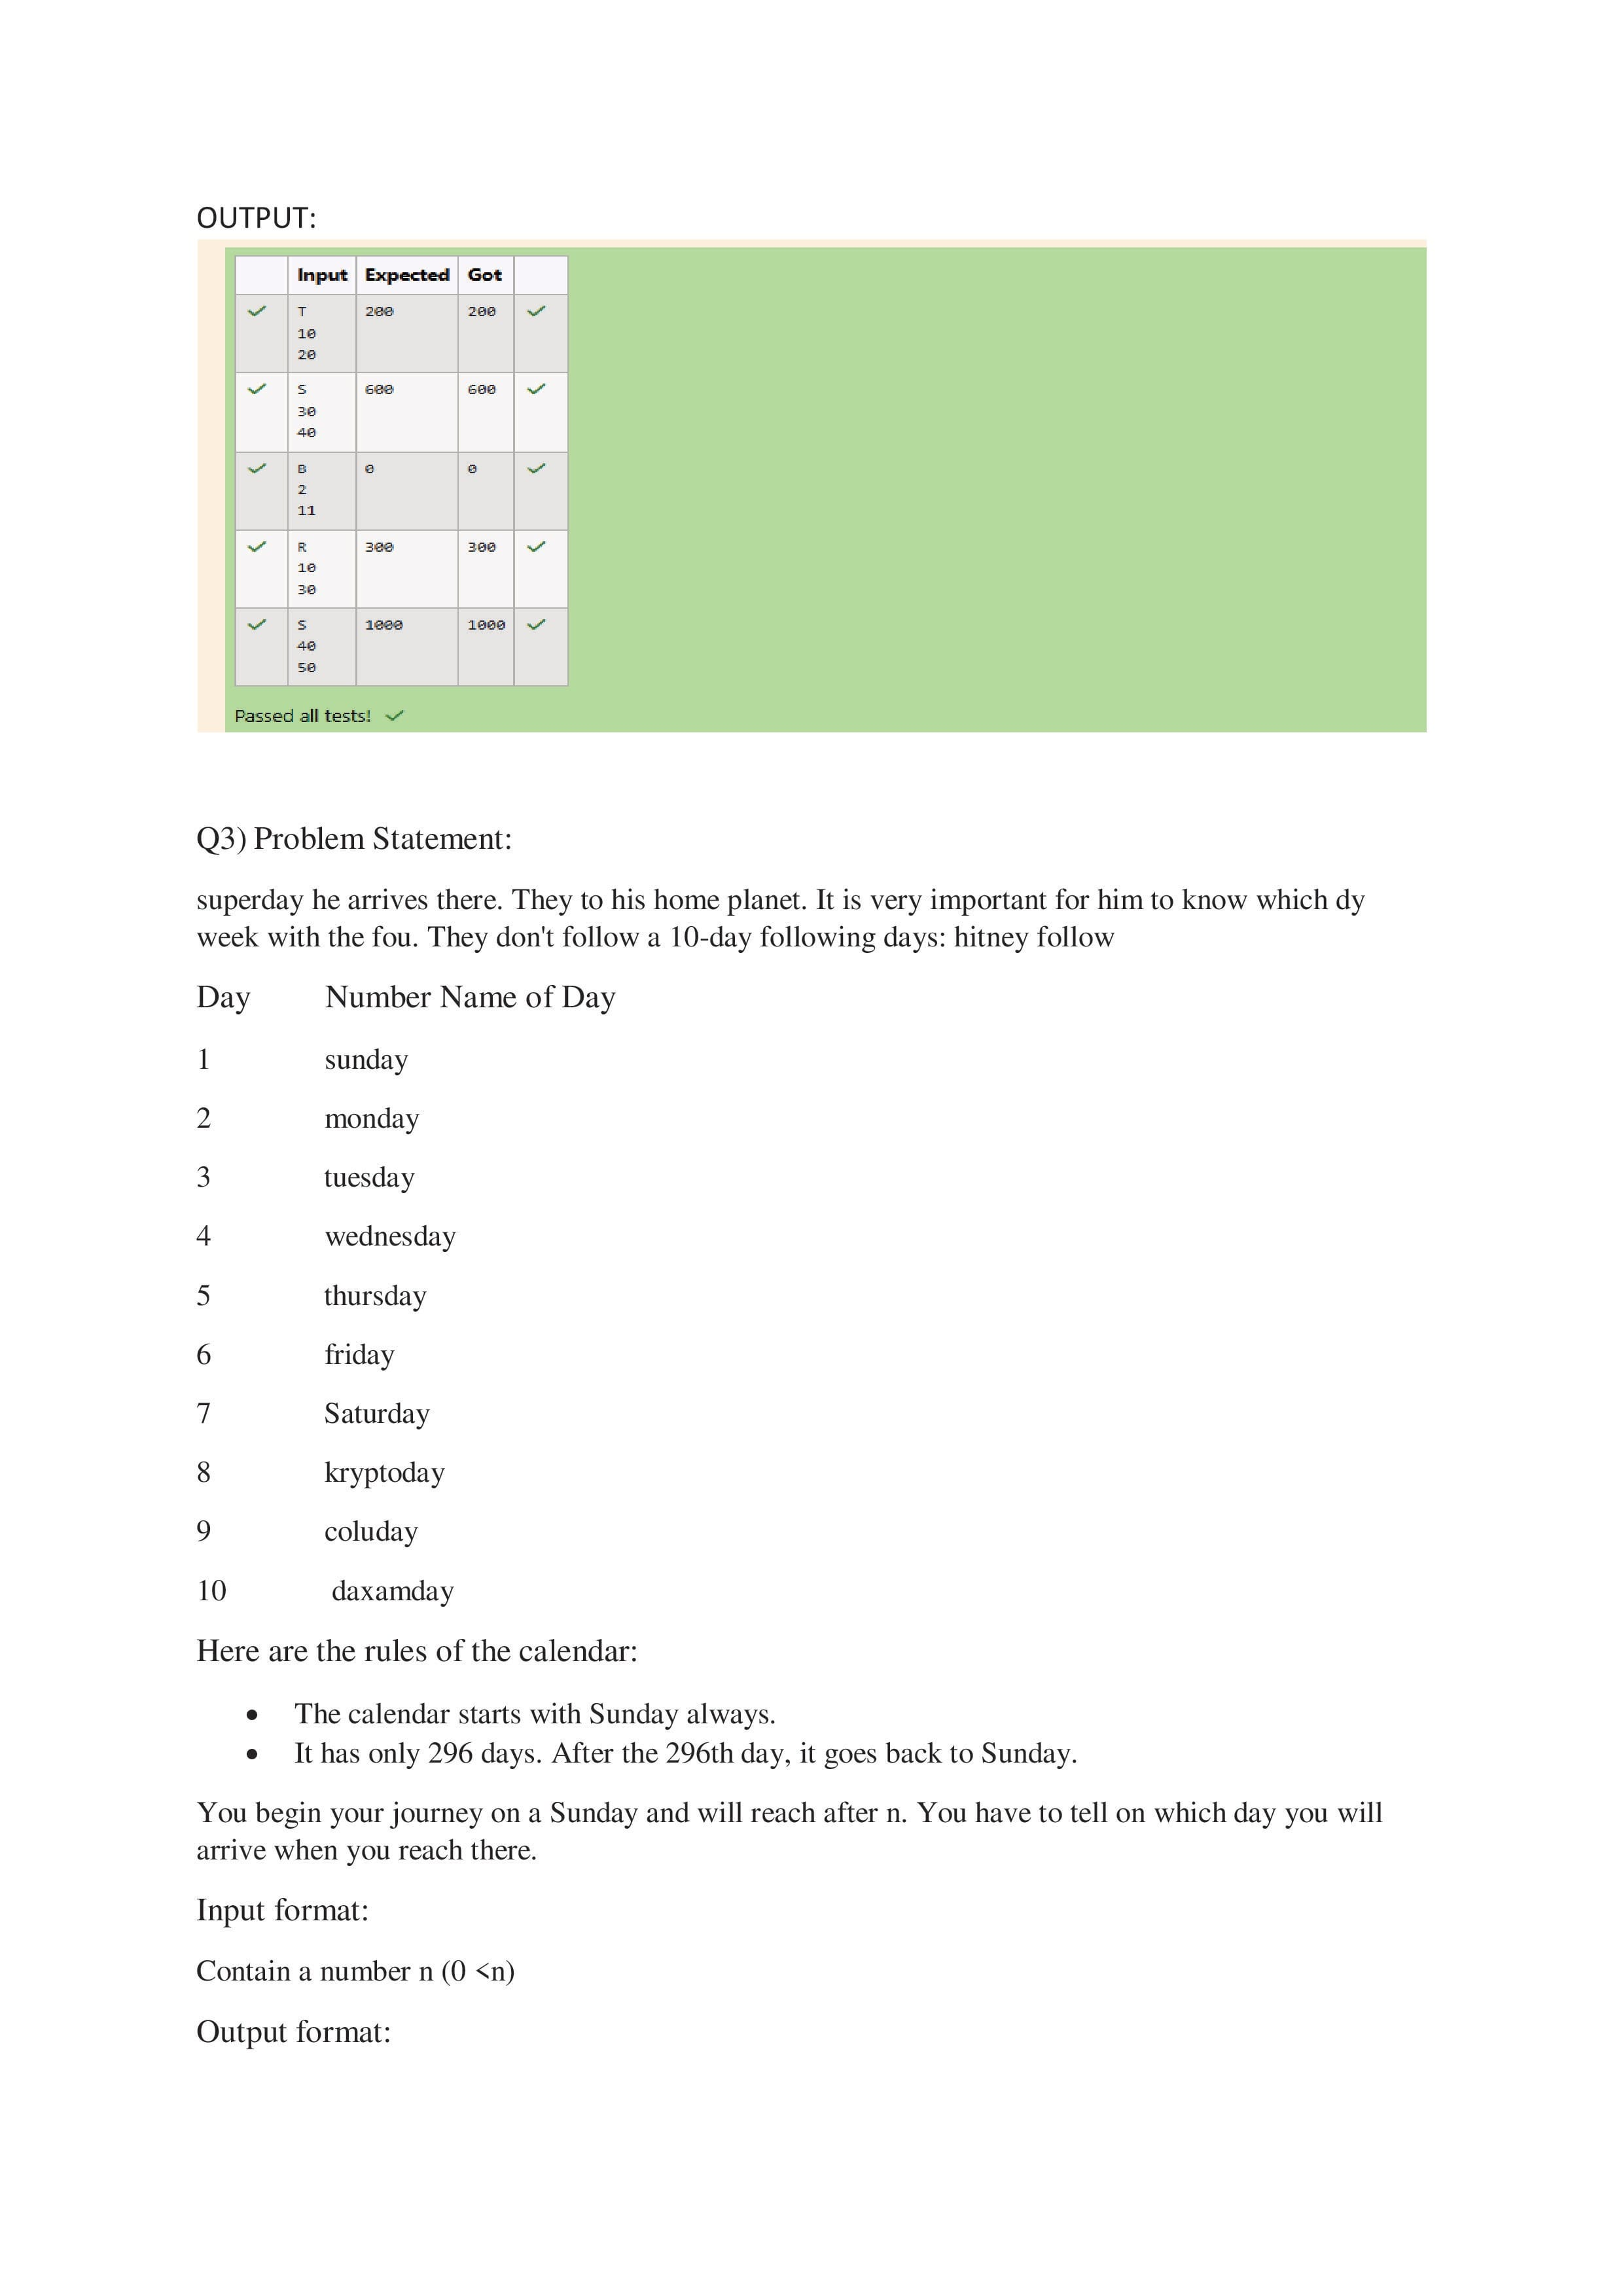 OUTPUT:
Input Expected Got
T 200 200
10
20
S 600 600
30
40
B 0 0
2
11
R 300 300
10
30
S 1000 1000
40
50
Passed all tests!
Q3) Problem Statement:
superday he arrives there. They to his home planet. It is very important for him to know which dy
week with the fou. They don't follow a 10-day following days: hitney follow
Day Number Name of Day
1 sunday
2 monday
3 tuesday
4 wednesday
5 thursday
6 friday
7 Saturday
8 kryptoday
9 coluday
10 daxamday
Here are the rules of the calendar:
• The calendar starts with Sunday always.
• It has only 296 days. After the 296th day, it goes back to Sunday.
You begin your journey on a Sunday and will reach after n. You have to tell on which day you will
arrive when you reach there.
Input format:
Contain a number n (0 <n)
Output format: